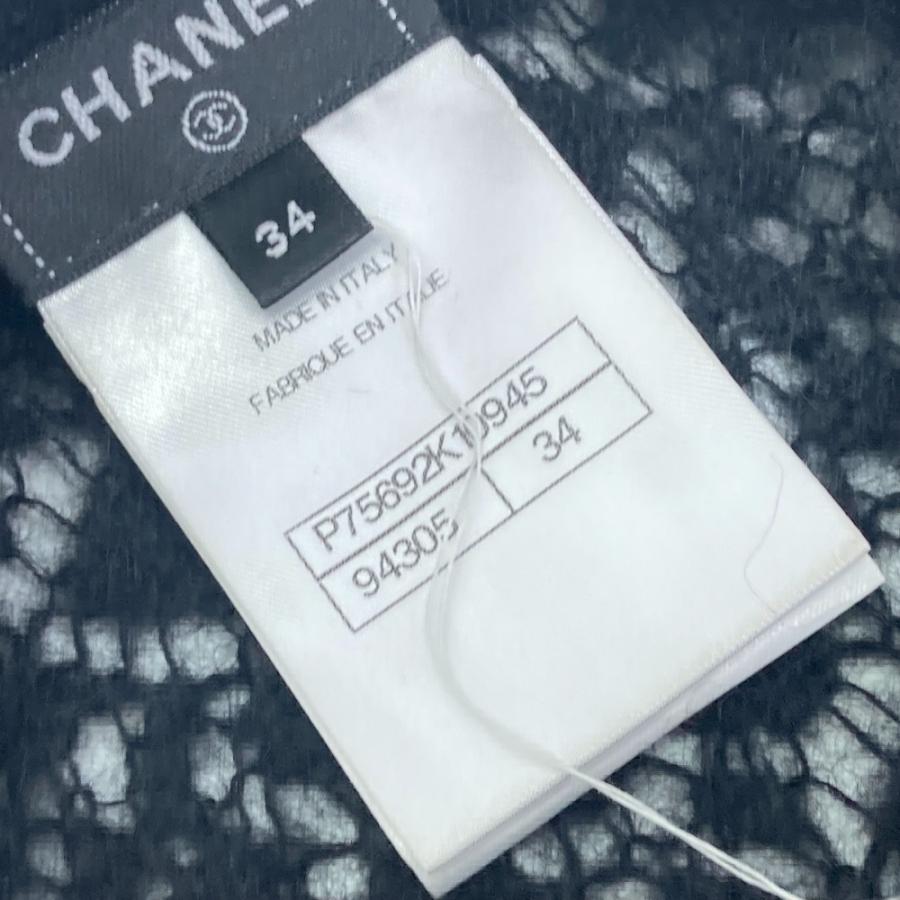 CHANEL
34
MADE IN ITALY
FABRIQUE EN ITALIE
P75692K10945
94305 34